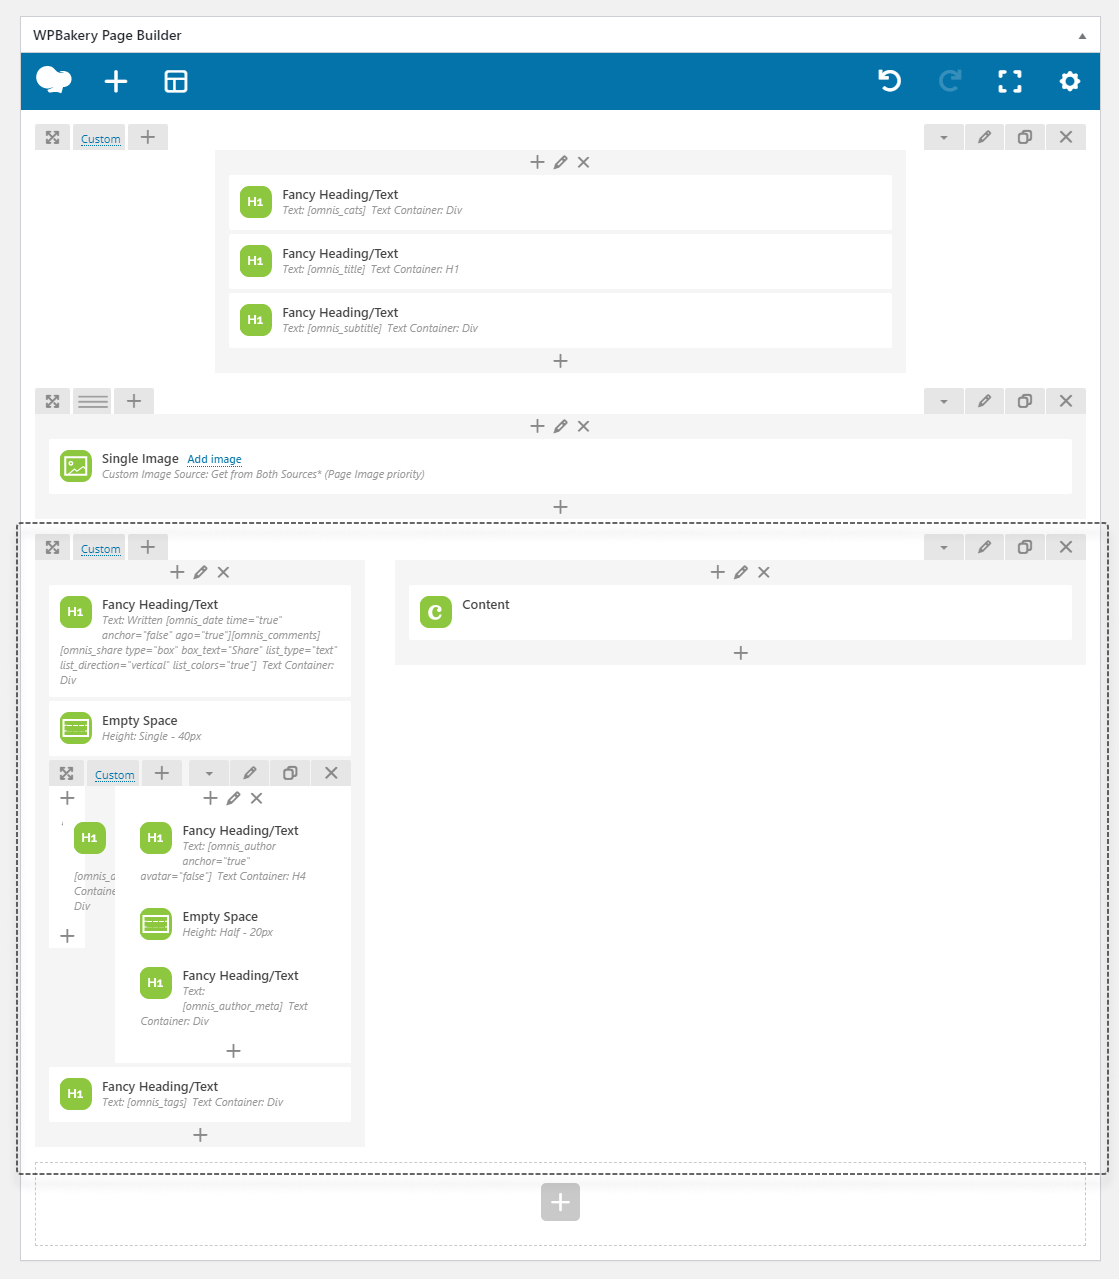 WPBakery Page Builder
Custom
H1
Fancy Heading/Text
Text: [omnis_cats] Text Container: Div
H1
Fancy Heading/Text
Text: [omnis_title] Text Container: H1
H1
Fancy Heading/Text
Text: [omnis_subtitle] Text Container: Div
Single Image Add image
Custom Image Source: Get from Both Sources* (Page Image priority)
Custom
H1
Fancy Heading/Text
Text: Written [omnis_date time="true"
anchor="false" ago="true"][omnis_comments]
[omnis_share type="box" box_text="Share" list_type="text"
list_direction="vertical" list_colors="true"] Text Container:
Div
Empty Space
Height: Single - 40px
Custom
H1
[omnis_a
Containe
Div
H1
Fancy Heading/Text
Text: [omnis_author
anchor="true"
avatar="false"] Text Container: H4
Empty Space
Height: Half - 20px
H1
Fancy Heading/Text
Text:
[omnis_author_meta] Text
Container: Div
H1
Fancy Heading/Text
Text: [omnis_tags] Text Container: Div
C
Content